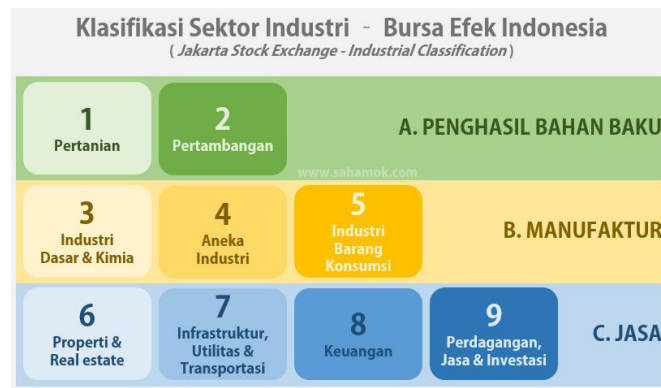 Klasifikasi Sektor Industri - Bursa Efek Indonesia
( Jakarta Stock Exchange - Industrial Classification )
1
Pertanian
2
Pertambangan
A. PENGHASIL BAHAN BAKU
www.sahamok.com
3
Industri
Dasar & Kimia
4
Aneka
Industri
5
Industri
Barang
Konsumsi
B. MANUFAKTUR
6
Properti &
Real estate
7
Infrastruktur,
Utilitas &
Transportasi
8
Keuangan
9
Perdagangan,
Jasa & Investasi
C. JASA